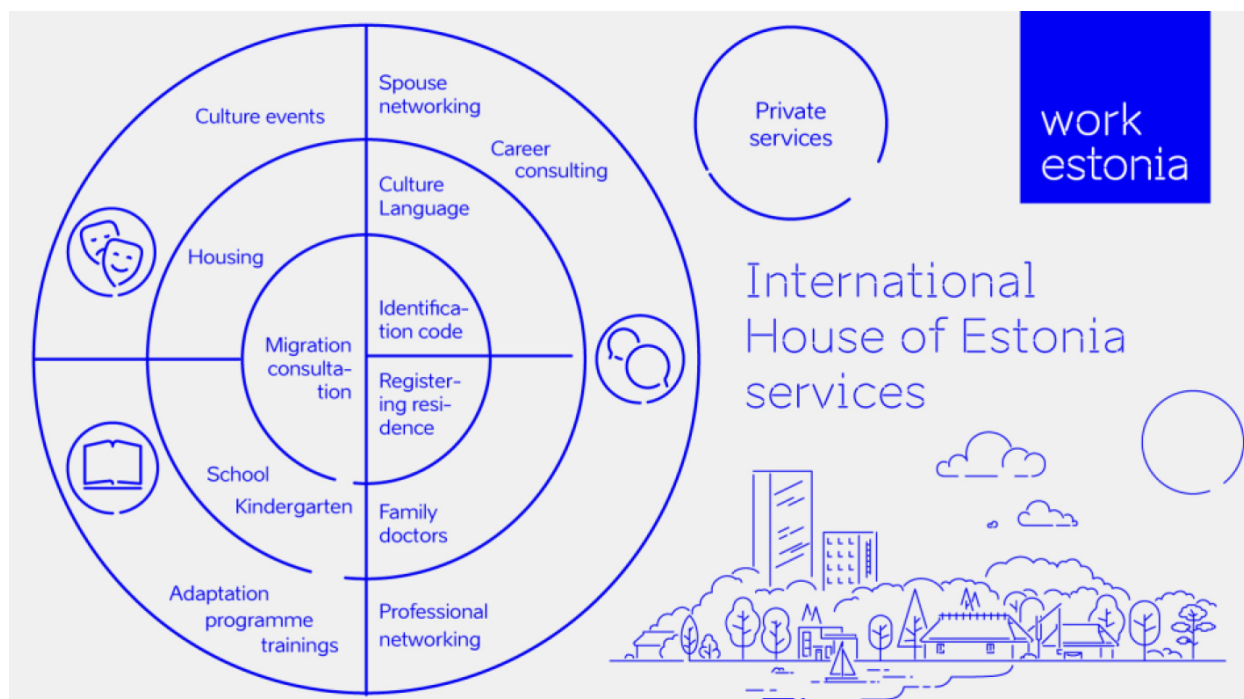 Culture events
Spouse
networking
Career
consulting
Culture
Language
Housing
Identifica-
tion code
Migration
consulta-
tion
Register-
ing resi-
dence
School
Kindergarten
Family
doctors
Adaptation
programme
trainings
Professional
networking
Private
services
work
estonia
International
House of Estonia
services